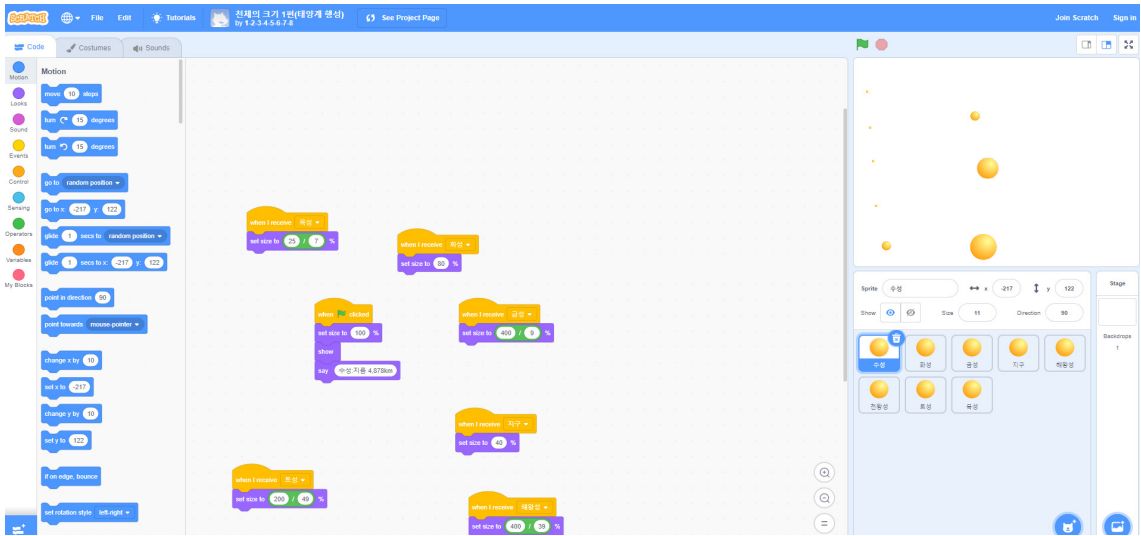 SCRATCH File Edit Tutorials 천체의 크기 1편(태양계 행성) See Project Page Join Scratch Sign in
by 1-2-3-4-5-6-7-8
Code Costumes Sounds
Motion
Looks
Sound
Events
Control
Sensing
Operators
Variables
My Blocks
Motion
move 10 steps
turn 15 degrees
turn 15 degrees
go to random position
go to x: -217 y: 122
glide 1 secs to random position
glide 1 secs to x: -217 y: 122
point in direction 90
point towards mouse-pointer
change x by 10
set x to -217
change y by 10
set y to 122
if on edge, bounce
set rotation style left-right
when I receive 목성
set size to 25 / 7 %
when I receive 화성
set size to 80 %
when clicked
set size to 100 %
show
say 수성:지름 4,878km
when I receive 금성
set size to 400 / 9 %
when I receive 지구
set size to 40 %
when I receive 토성
set size to 200 / 49 %
when I receive 해왕성
set size to 400 / 39 %
Sprite 수성 x -217 y 122
Show Size 11 Direction 90
수성 화성 금성 지구 해왕성
천왕성 토성 목성
Stage
Backdrops
1